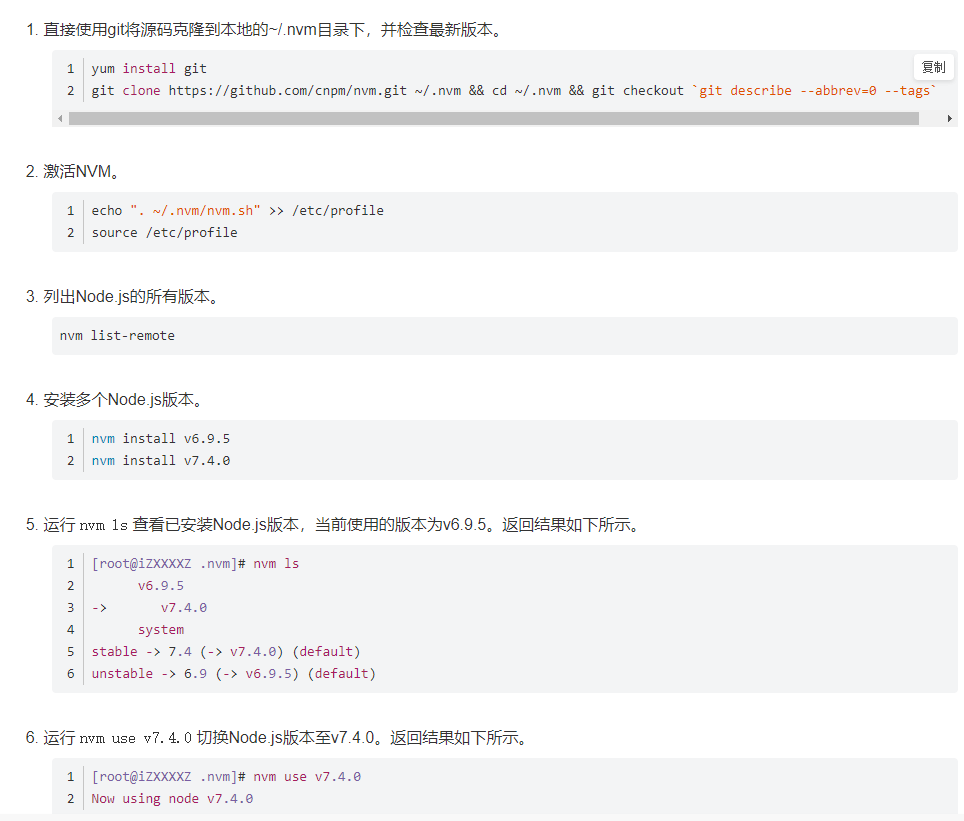 1. 直接使用git将源码克隆到本地的~/.nvm目录下，并检查最新版本。
复制
1 yum install git
2 git clone https://github.com/cnpm/nvm.git ~/.nvm && cd ~/.nvm && git checkout `git describe --abbrev=0 --tags`
2. 激活NVM。
1 echo ". ~/.nvm/nvm.sh" >> /etc/profile
2 source /etc/profile
3. 列出Node.js的所有版本。
nvm list-remote
4. 安装多个Node.js版本。
1 nvm install v6.9.5
2 nvm install v7.4.0
5. 运行 nvm ls 查看已安装Node.js版本，当前使用的版本为v6.9.5。返回结果如下所示。
1 [root@iZXXXXZ .nvm]# nvm ls
2 v6.9.5
3 -> v7.4.0
4 system
5 stable -> 7.4 (-> v7.4.0) (default)
6 unstable -> 6.9 (-> v6.9.5) (default)
6. 运行 nvm use v7.4.0 切换Node.js版本至v7.4.0。返回结果如下所示。
1 [root@iZXXXXZ .nvm]# nvm use v7.4.0
2 Now using node v7.4.0